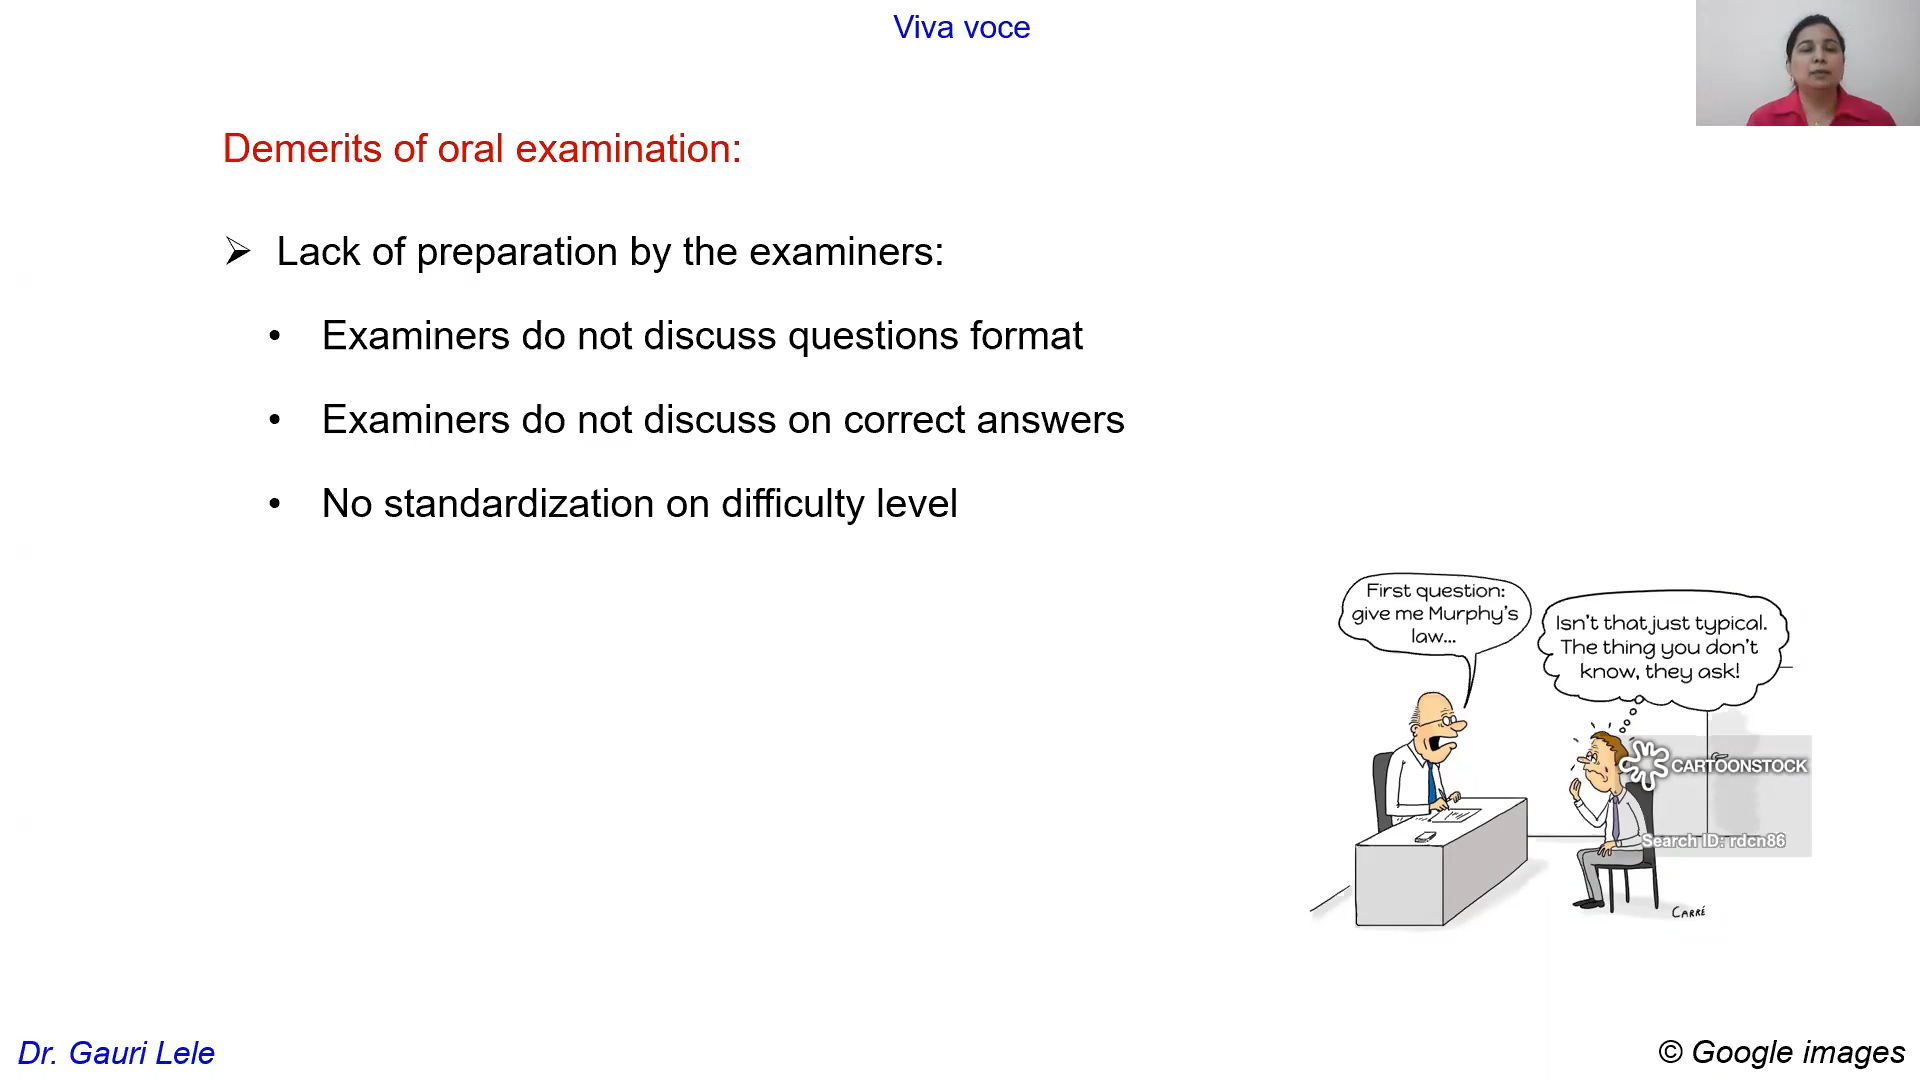 Viva voce
Demerits of oral examination:
➢ Lack of preparation by the examiners:
• Examiners do not discuss questions format
• Examiners do not discuss on correct answers
• No standardization on difficulty level
First question:
give me Murphy's
law...
Isn't that just typical.
The thing you don't
know, they ask!
CARTOONSTOCK
Search ID: rdcn86
CARRÉ
Dr. Gauri Lele
© Google images